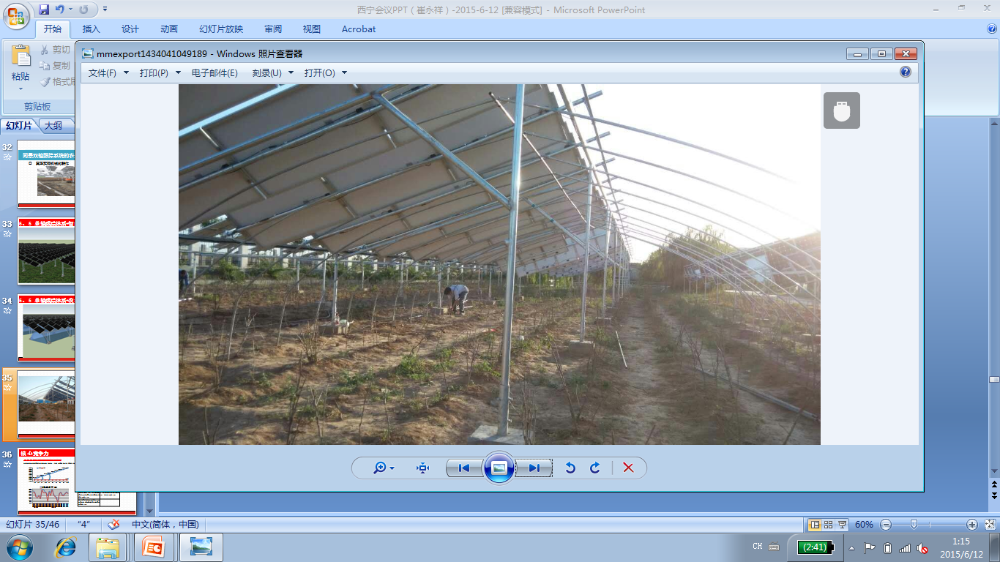 西宁会议PPT（崔永祥）-2015-6-12 [兼容模式] - Microsoft PowerPoint
开始 插入 设计 动画 幻灯片放映 审阅 视图 Acrobat
剪切
复制
格式刷
粘贴
剪贴板
mmexport1434041049189 - Windows 照片查看器
文件(F) 打印(P) 电子邮件(E) 刻录(U) 打开(O)
幻灯片 大纲
32
33
34
35
36
核心竞争力
幻灯片 35/46 “4” 中文(简体，中国) 60%
CH (2:41) 1:15
2015/6/12